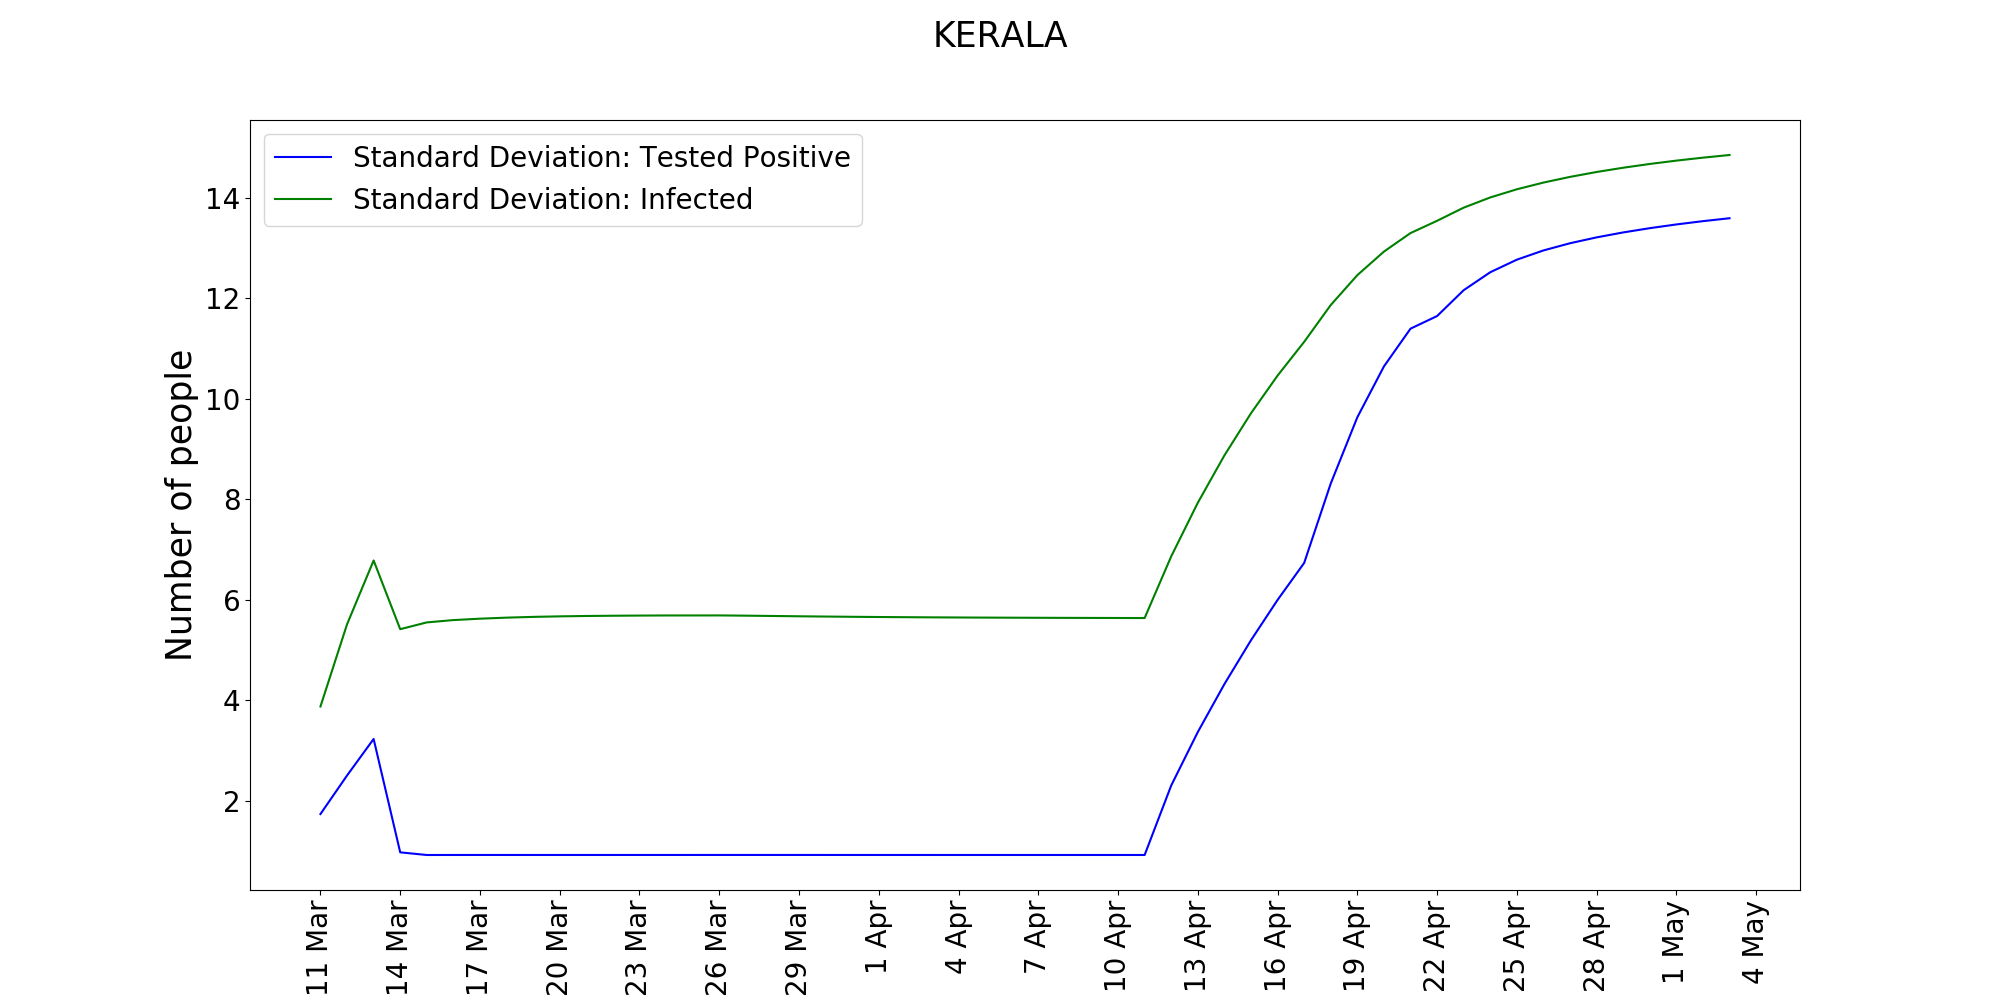 KERALA
Standard Deviation: Tested Positive
Standard Deviation: Infected
Number of people
14
12
10
8
6
4
2
11 Mar
14 Mar
17 Mar
20 Mar
23 Mar
26 Mar
29 Mar
1 Apr
4 Apr
7 Apr
10 Apr
13 Apr
16 Apr
19 Apr
22 Apr
25 Apr
28 Apr
1 May
4 May